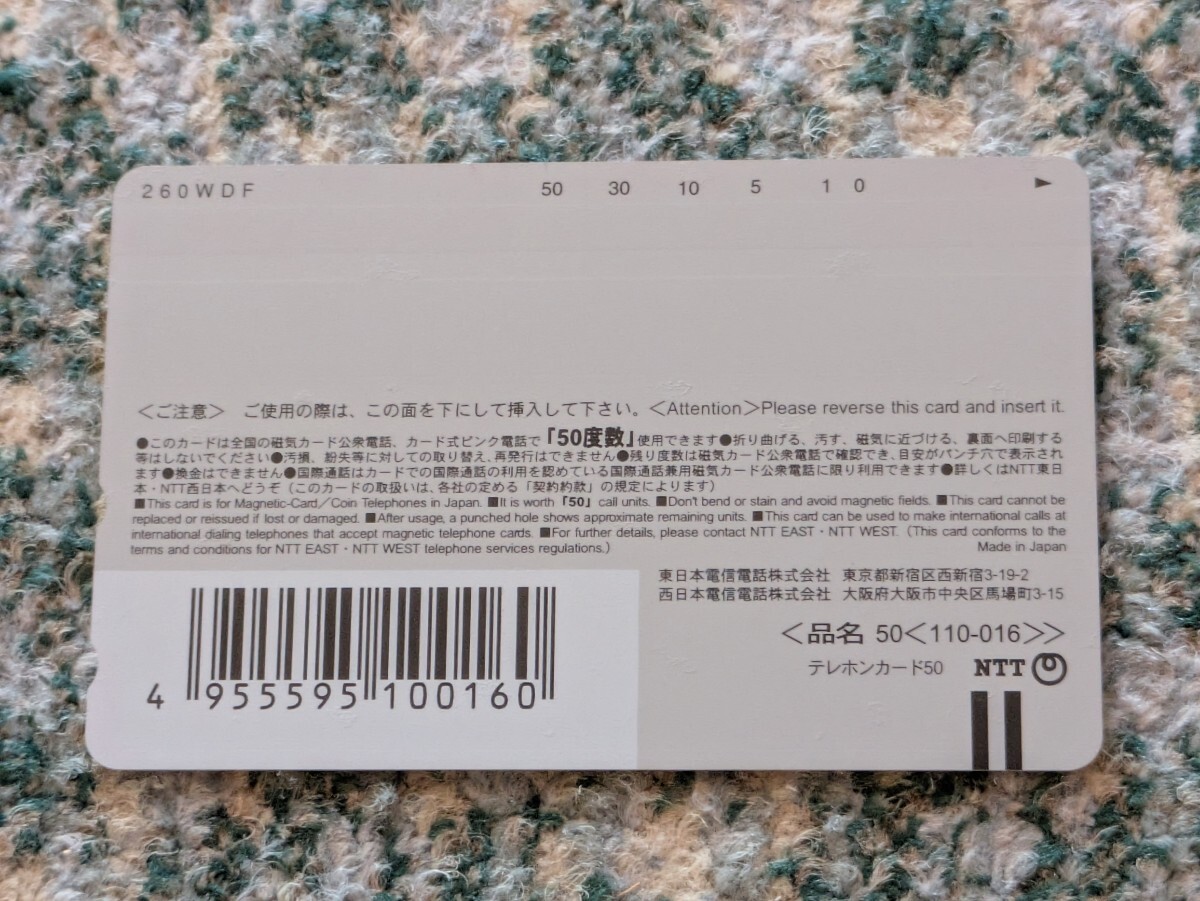 260WDF 50 30 10 5 1 0 ►
＜ご注意＞ ご使用の際は、この面を下にして挿入して下さい。＜Attention＞Please reverse this card and insert it.
●このカードは全国の磁気カード公衆電話、カード式ピンク電話で「50度数」使用できます●折り曲げる、汚す、磁気に近づける、裏面へ印刷する
等はしないでください●汚損、紛失等に対しての取り替え、再発行はできません●残り度数は磁気カード公衆電話で確認でき、目安がパンチ穴で表示され
ます●換金はできません●国際通話はカードでの国際通話の利用を認めている国際通話兼用磁気カード公衆電話に限り利用できます●詳しくはNTT東日
本・NTT西日本へどうぞ（このカードの取扱いは、各社の定める「契約約款」の規定によります）
■This card is for Magnetic-Card／Coin Telephones in Japan. ■It is worth「50」call units. ■Don't bend or stain and avoid magnetic fields. ■This card cannot be
replaced or reissued if lost or damaged. ■After usage, a punched hole shows approximate remaining units. ■This card can be used to make international calls at
international dialing telephones that accept magnetic telephone cards. ■For further details, please contact NTT EAST・NTT WEST.（This card conforms to the
terms and conditions for NTT EAST・NTT WEST telephone services regulations.） Made in Japan
東日本電信電話株式会社 東京都新宿区西新宿3-19-2
西日本電信電話株式会社 大阪府大阪市中央区馬場町3-15
＜品名 50＜110-016＞＞
テレホンカード50 NTT
4 955595 100160